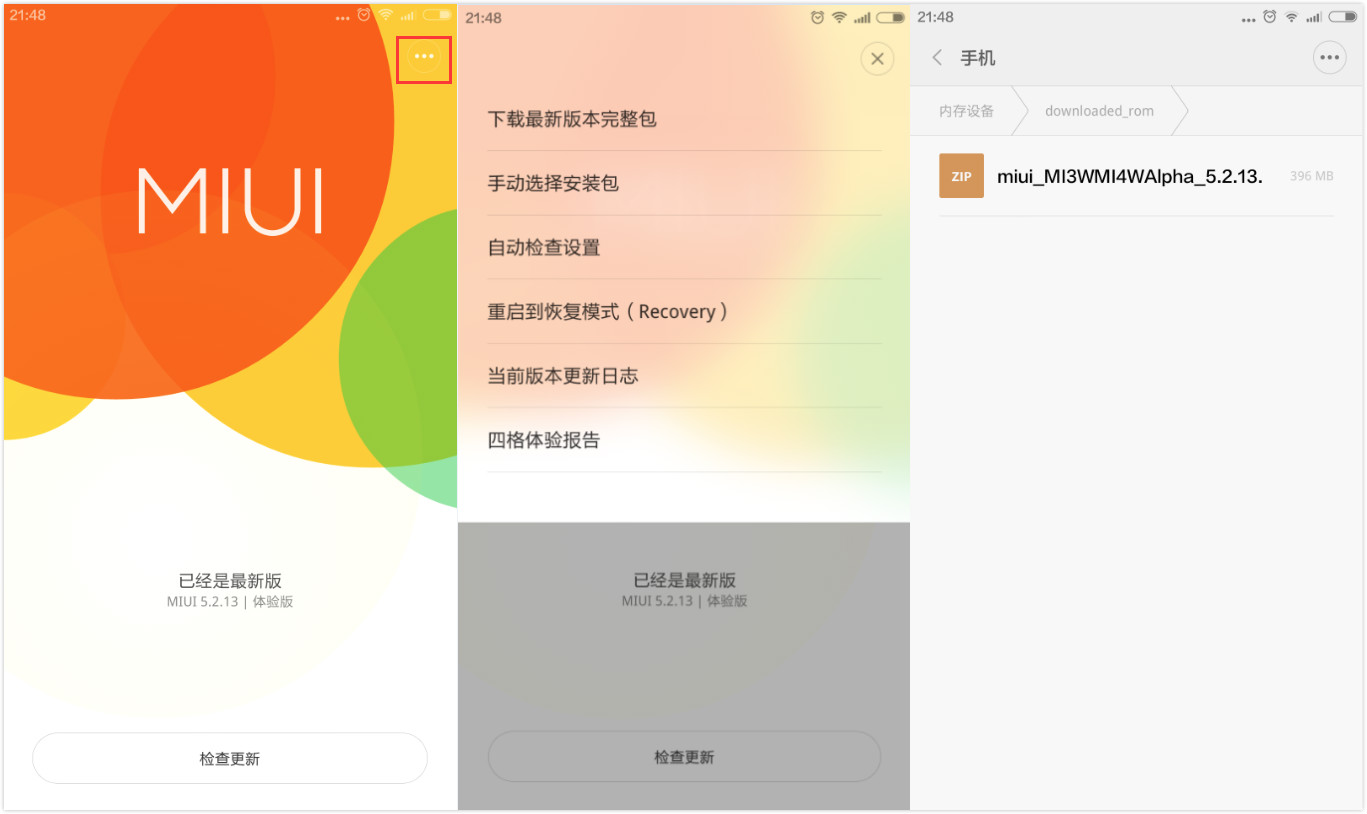 21:48
MIUI
已经是最新版
MIUI 5.2.13 | 体验版
检查更新
21:48
下载最新版本完整包
手动选择安装包
自动检查设置
重启到恢复模式（Recovery）
当前版本更新日志
四格体验报告
已经是最新版
MIUI 5.2.13 | 体验版
检查更新
21:48
手机
内存设备
downloaded_rom
ZIP
miui_MI3WMI4WAlpha_5.2.13.
396 MB